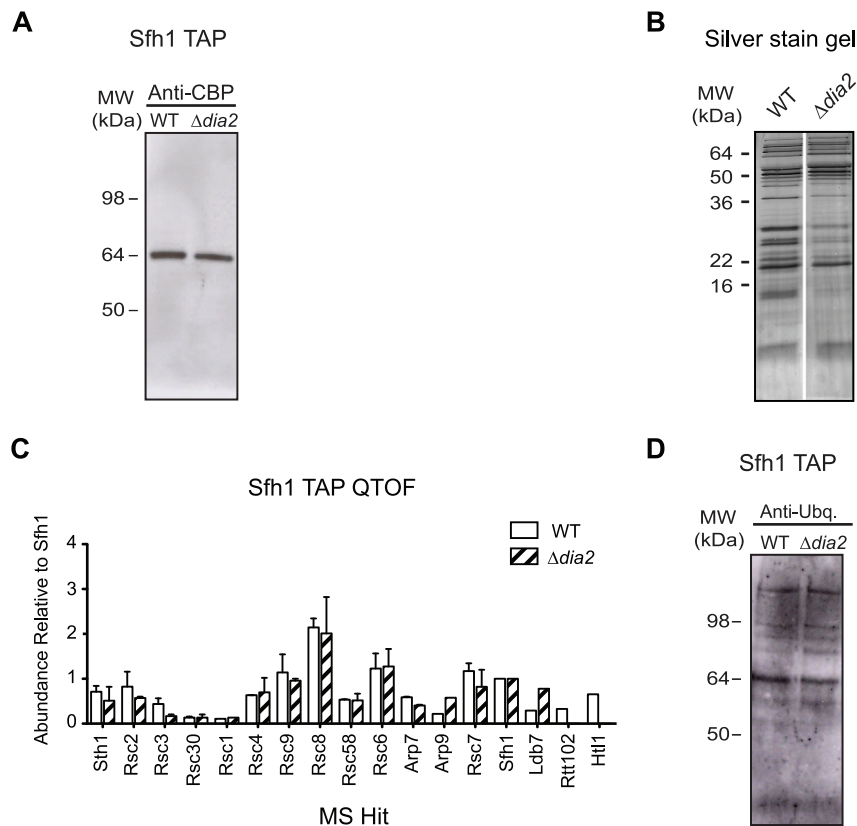 A
Sfh1 TAP
MW
(kDa)
Anti-CBP
WT Δdia2
98
64
50
B
Silver stain gel
MW
(kDa)
WT
Δdia2
64
50
36
22
16
C
Sfh1 TAP QTOF
WT
Δdia2
Abundance Relative to Sfh1
4
3
2
1
0
Sth1
Rsc2
Rsc3
Rsc30
Rsc1
Rsc4
Rsc9
Rsc8
Rsc58
Rsc6
Arp7
Arp9
Rsc7
Sfh1
Ldb7
Rtt102
Htl1
MS Hit
D
Sfh1 TAP
MW
(kDa)
Anti-Ubq.
WT Δdia2
98
64
50